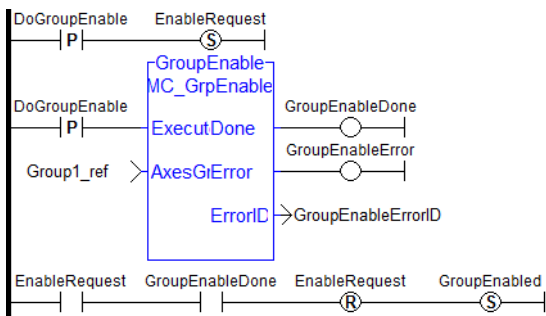 DoGroupEnable EnableRequest
P S
GroupEnable
MC_GrpEnable
DoGroupEnable GroupEnableDone
P ExecutDone
GroupEnableError
Group1_ref AxesGrError
ErrorID GroupEnableErrorID
EnableRequest GroupEnableDone EnableRequest GroupEnabled
R S